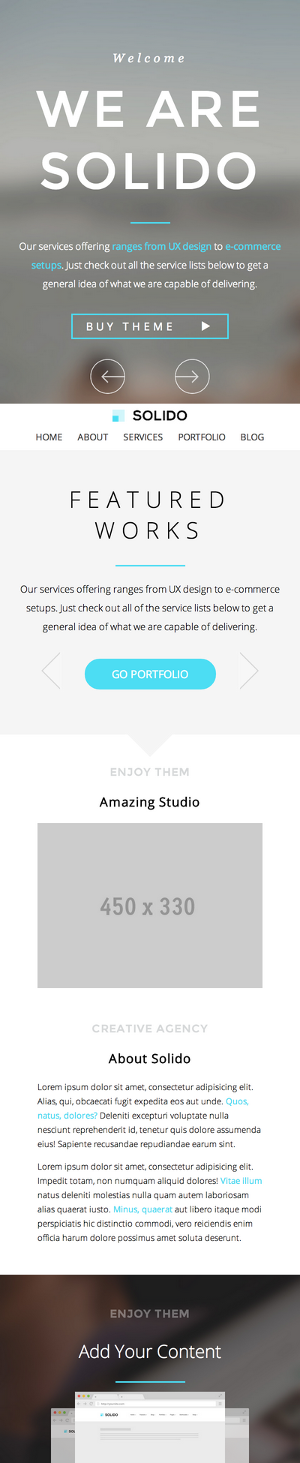 Welcome
WE ARE
SOLIDO
Our services offering ranges from UX design to e-commerce
setups. Just check out all the service lists below to get a
general idea of what we are capable of delivering.
BUY THEME
SOLIDO
HOME ABOUT SERVICES PORTFOLIO BLOG
FEATURED
WORKS
Our services offering ranges from UX design to e-commerce
setups. Just check out all of the service lists below to get a
general idea of what we are capable of delivering.
GO PORTFOLIO
ENJOY THEM
Amazing Studio
450 x 330
CREATIVE AGENCY
About Solido
Lorem ipsum dolor sit amet, consectetur adipisicing elit.
Alias, qui, obcaecati fugit expedita eos aut unde. Quos,
natus, dolores? Deleniti excepturi voluptate nulla
nesciunt reprehenderit id, tenetur quis dolore assumenda
eius! Sapiente recusandae repudiandae earum sint.
Lorem ipsum dolor sit amet, consectetur adipisicing elit.
Impedit totam, non numquam aliquid dolores! Vitae illum
natus deleniti molestias nulla quam autem laboriosam
alias quaerat iusto. Minus, quaerat aut libero itaque modi
perspiciatis hic distinctio commodi, vero reiciendis enim
officia harum dolore possimus amet soluta deserunt.
ENJOY THEM
Add Your Content
SOLIDO